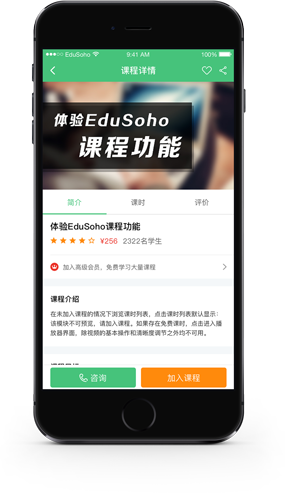 EduSoho
9:41 AM
100%
课程详情
体验EduSoho
课程功能
简介
课时
评价
体验EduSoho课程功能
¥256
2322名学生
加入高级会员，免费学习大量课程
课程介绍
在未加入课程的情况下浏览课时列表，点击课时列表默认显示：
该模块不可预览，请加入课程。如果存在免费课时，点击进入播
放器界面，除视频的基本操作和清晰度调节之外均不可用。
咨询
加入课程